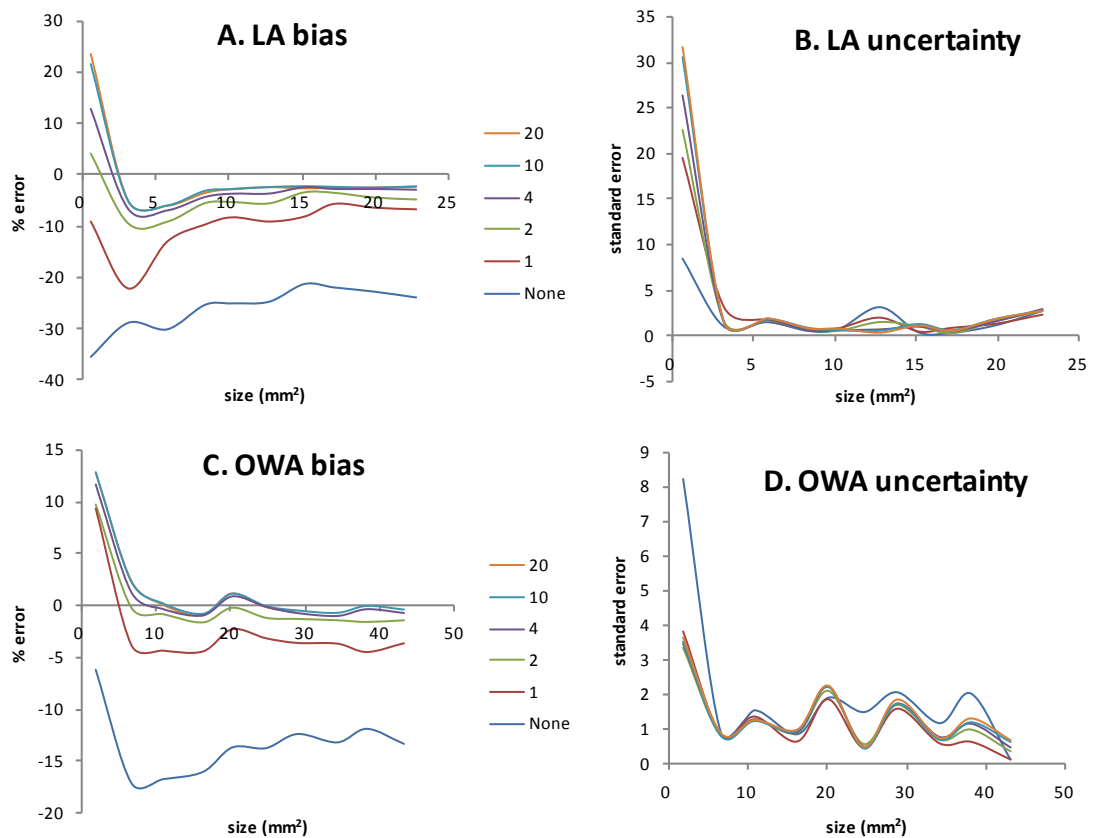 A. LA bias
30
20
10
0
-10
-20
-30
-40
0 5 10 15 20 25
% error
size (mm²)
20
10
4
2
1
None
B. LA uncertainty
35
30
25
20
15
10
5
0
-5
0 5 10 15 20 25
standard error
size (mm²)
C. OWA bias
15
10
5
0
-5
-10
-15
-20
0 10 20 30 40 50
% error
size (mm²)
20
10
4
2
1
None
D. OWA uncertainty
9
8
7
6
5
4
3
2
1
0
0 10 20 30 40 50
standard error
size (mm²)